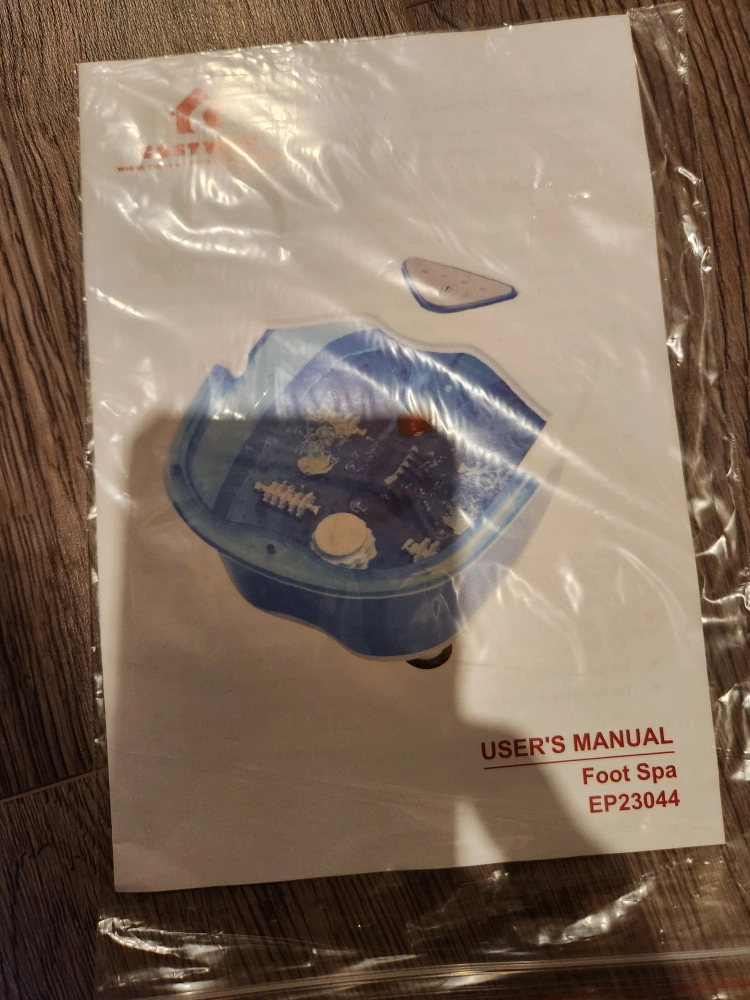 USER'S MANUAL
Foot Spa
EP23044